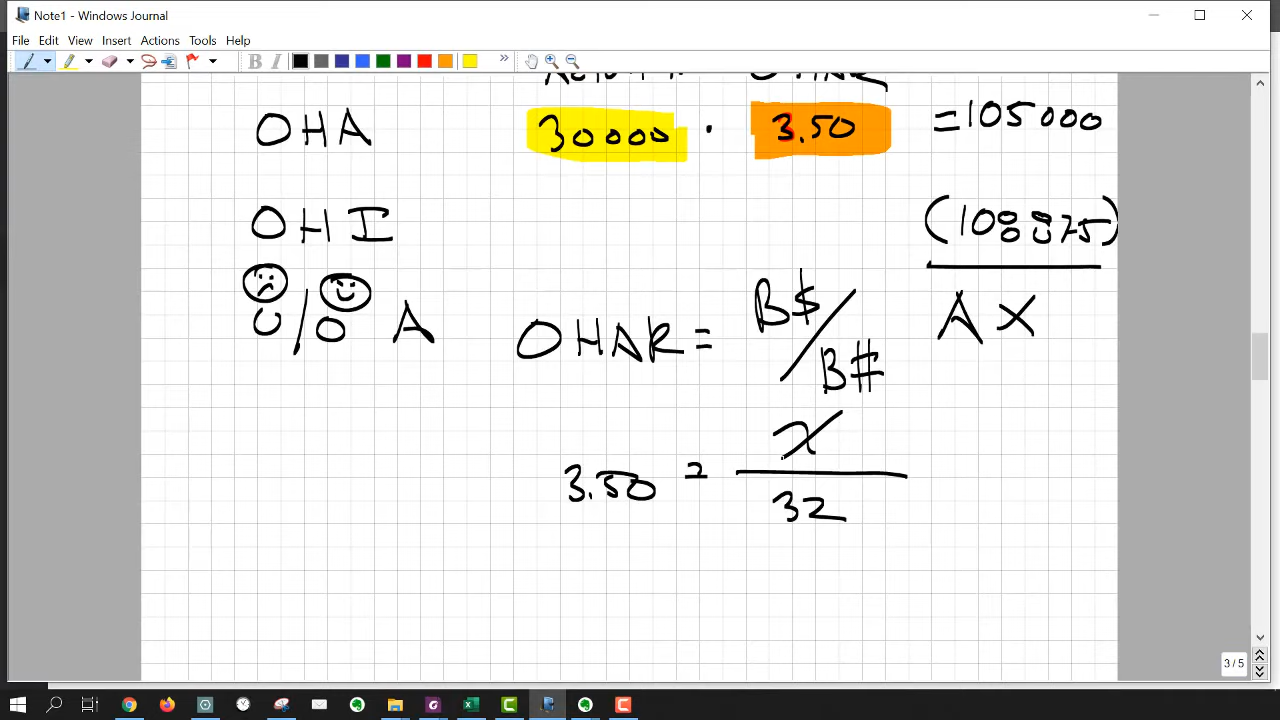 Note1 - Windows Journal
File Edit View Insert Actions Tools Help
B I »
OHA 30000 · 3.50 =105000
OHI (108875)
U/O A OHAR = B$/B# AX
3.50 = x/32
3/5